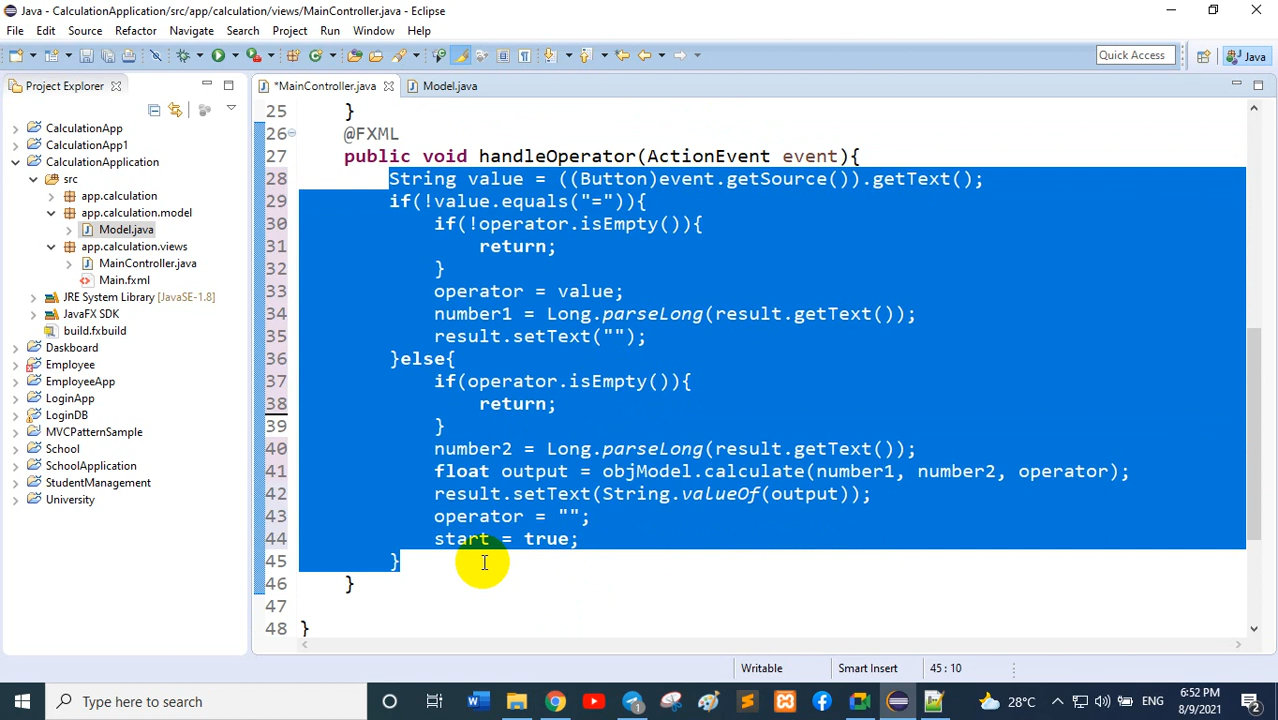 Java - CalculationApplication/src/app/calculation/views/MainController.java - Eclipse
File Edit Source Refactor Navigate Search Project Run Window Help
Quick Access
Java
Project Explorer
*MainController.java
Model.java
CalculationApp
CalculationApp1
CalculationApplication
src
app.calculation
app.calculation.model
Model.java
app.calculation.views
MainController.java
Main.fxml
JRE System Library [JavaSE-1.8]
JavaFX SDK
build.fxbuild
Daskboard
Employee
EmployeeApp
LoginApp
LoginDB
MVCPatternSample
School
SchoolApplication
StudentManagement
University
25 }
26 @FXML
27 public void handleOperator(ActionEvent event){
28 String value = ((Button)event.getSource()).getText();
29 if(!value.equals("=")){
30 if(!operator.isEmpty()){
31 return;
32 }
33 operator = value;
34 number1 = Long.parseLong(result.getText());
35 result.setText("");
36 }else{
37 if(operator.isEmpty()){
38 return;
39 }
40 number2 = Long.parseLong(result.getText());
41 float output = objModel.calculate(number1, number2, operator);
42 result.setText(String.valueOf(output));
43 operator = "";
44 start = true;
45 }
46 }
47
48 }
Writable
Smart Insert
45 : 10
Type here to search
28°C
ENG
6:52 PM
8/9/2021
2